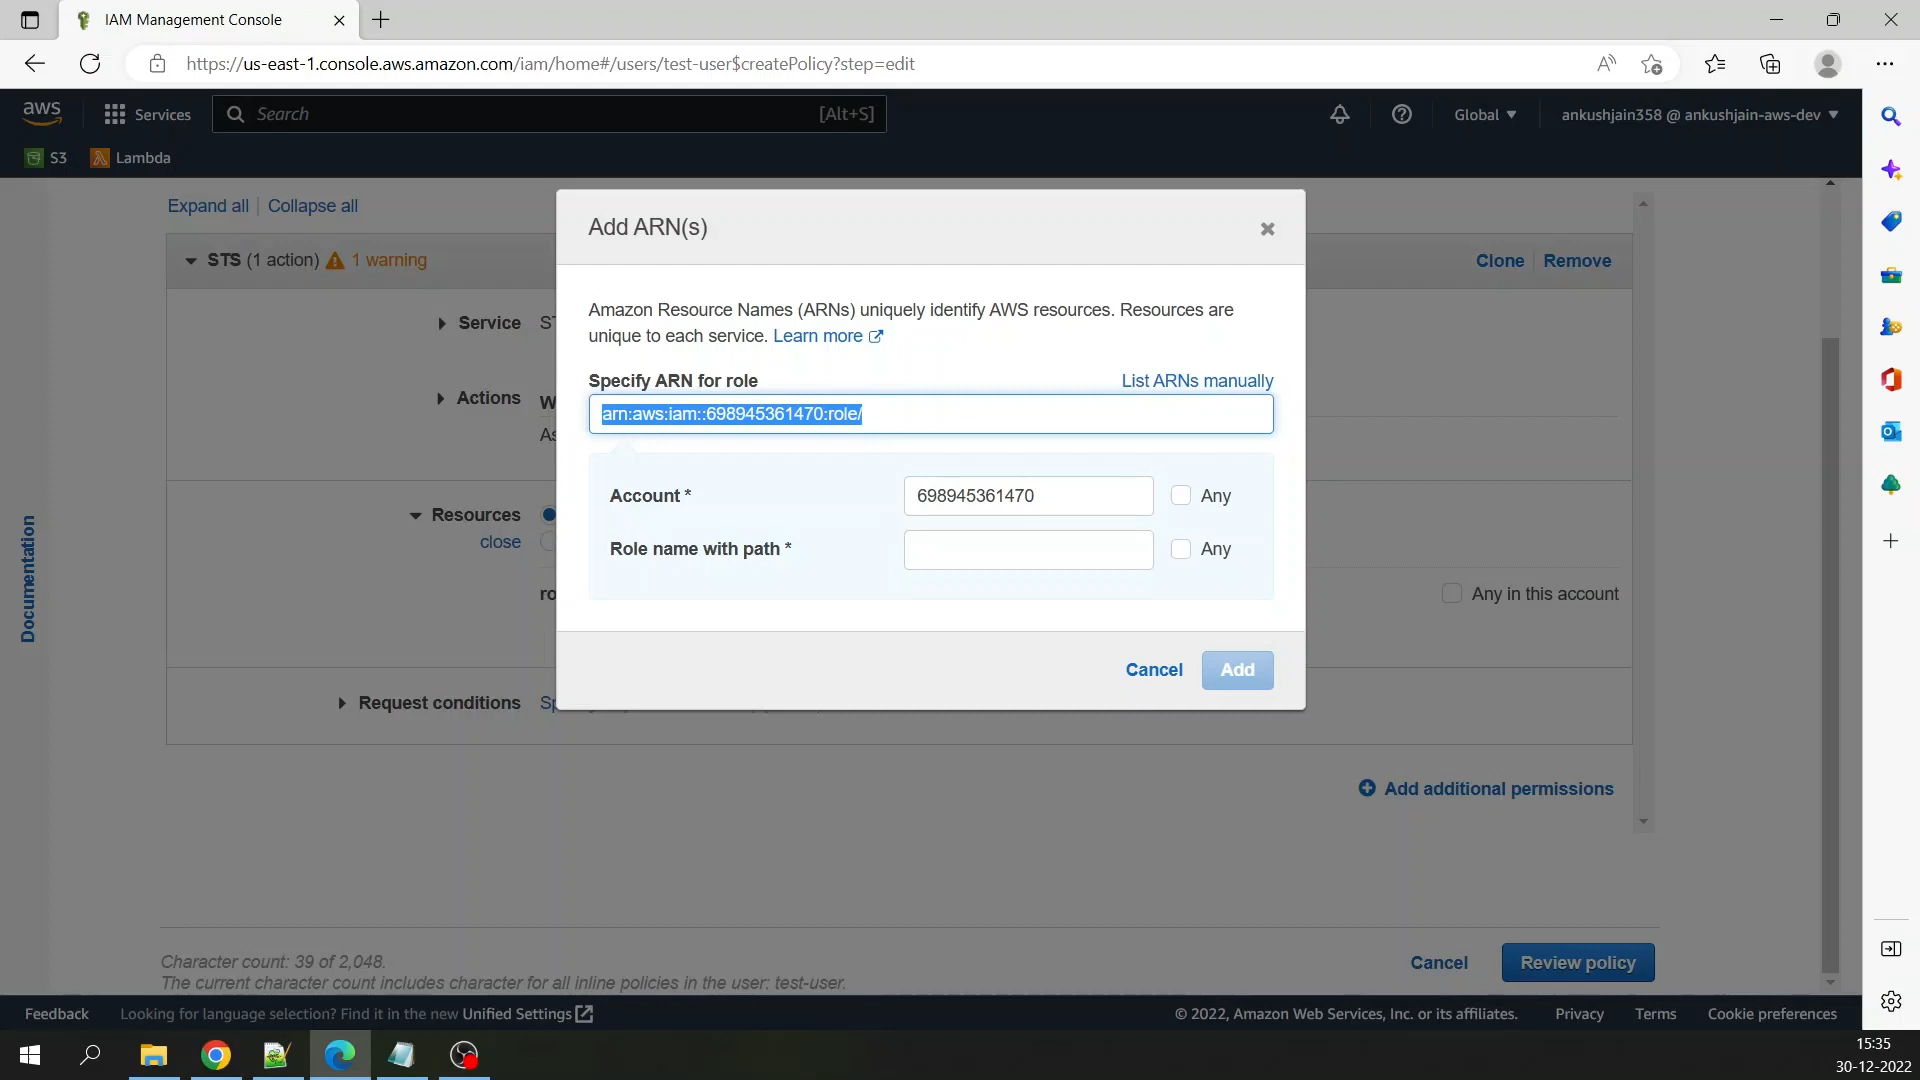 IAM Management Console
https://us-east-1.console.aws.amazon.com/iam/home#/users/test-user$createPolicy?step=edit
aws
Services
Search
[Alt+S]
Global
ankushjain358 @ ankushjain-aws-dev
S3
Lambda
Expand all
Collapse all
STS (1 action)
1 warning
Clone
Remove
Service
Actions
Resources
close
Any in this account
Request conditions
Add additional permissions
Documentation
Add ARN(s)
Amazon Resource Names (ARNs) uniquely identify AWS resources. Resources are
unique to each service. Learn more
Specify ARN for role
List ARNs manually
arn:aws:iam::698945361470:role/
Account *
698945361470
Any
Role name with path *
Any
Cancel
Add
Character count: 39 of 2,048.
The current character count includes character for all inline policies in the user: test-user.
Cancel
Review policy
Feedback
Looking for language selection? Find it in the new Unified Settings
© 2022, Amazon Web Services, Inc. or its affiliates.
Privacy
Terms
Cookie preferences
15:35
30-12-2022